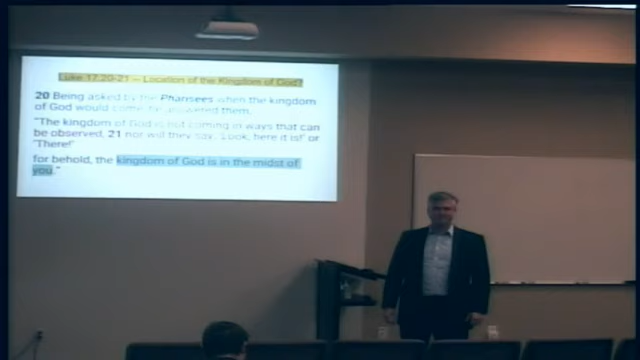 Luke 17:20-21 – Location of the Kingdom of God?
20 Being asked by the Pharisees when the kingdom
of God would come, he answered them,
"The kingdom of God is not coming in ways that can
be observed, 21 nor will they say, 'Look, here it is!' or
'There!'
for behold, the kingdom of God is in the midst of
you."